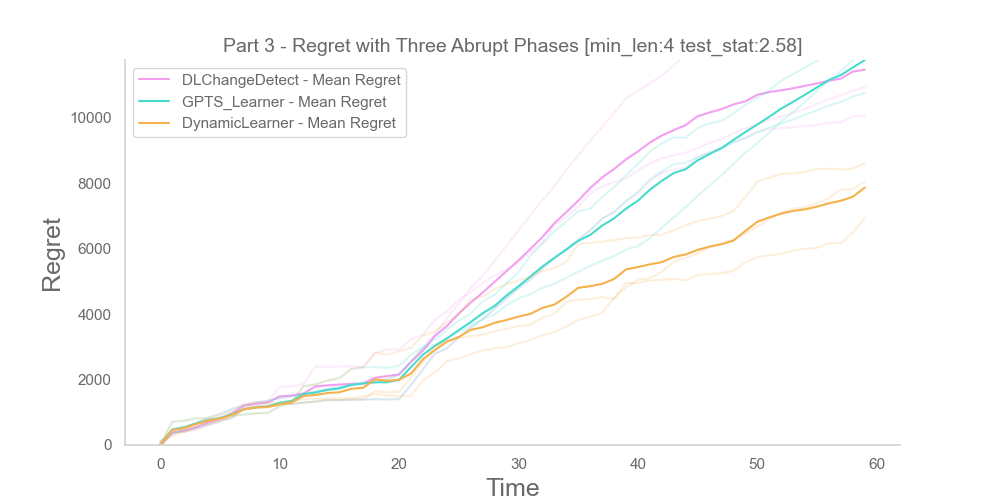 Part 3 - Regret with Three Abrupt Phases [min_len:4 test_stat:2.58]
DLChangeDetect - Mean Regret
GPTS_Learner - Mean Regret
DynamicLearner - Mean Regret
10000
8000
6000
4000
2000
0
Regret
0 10 20 30 40 50 60
Time